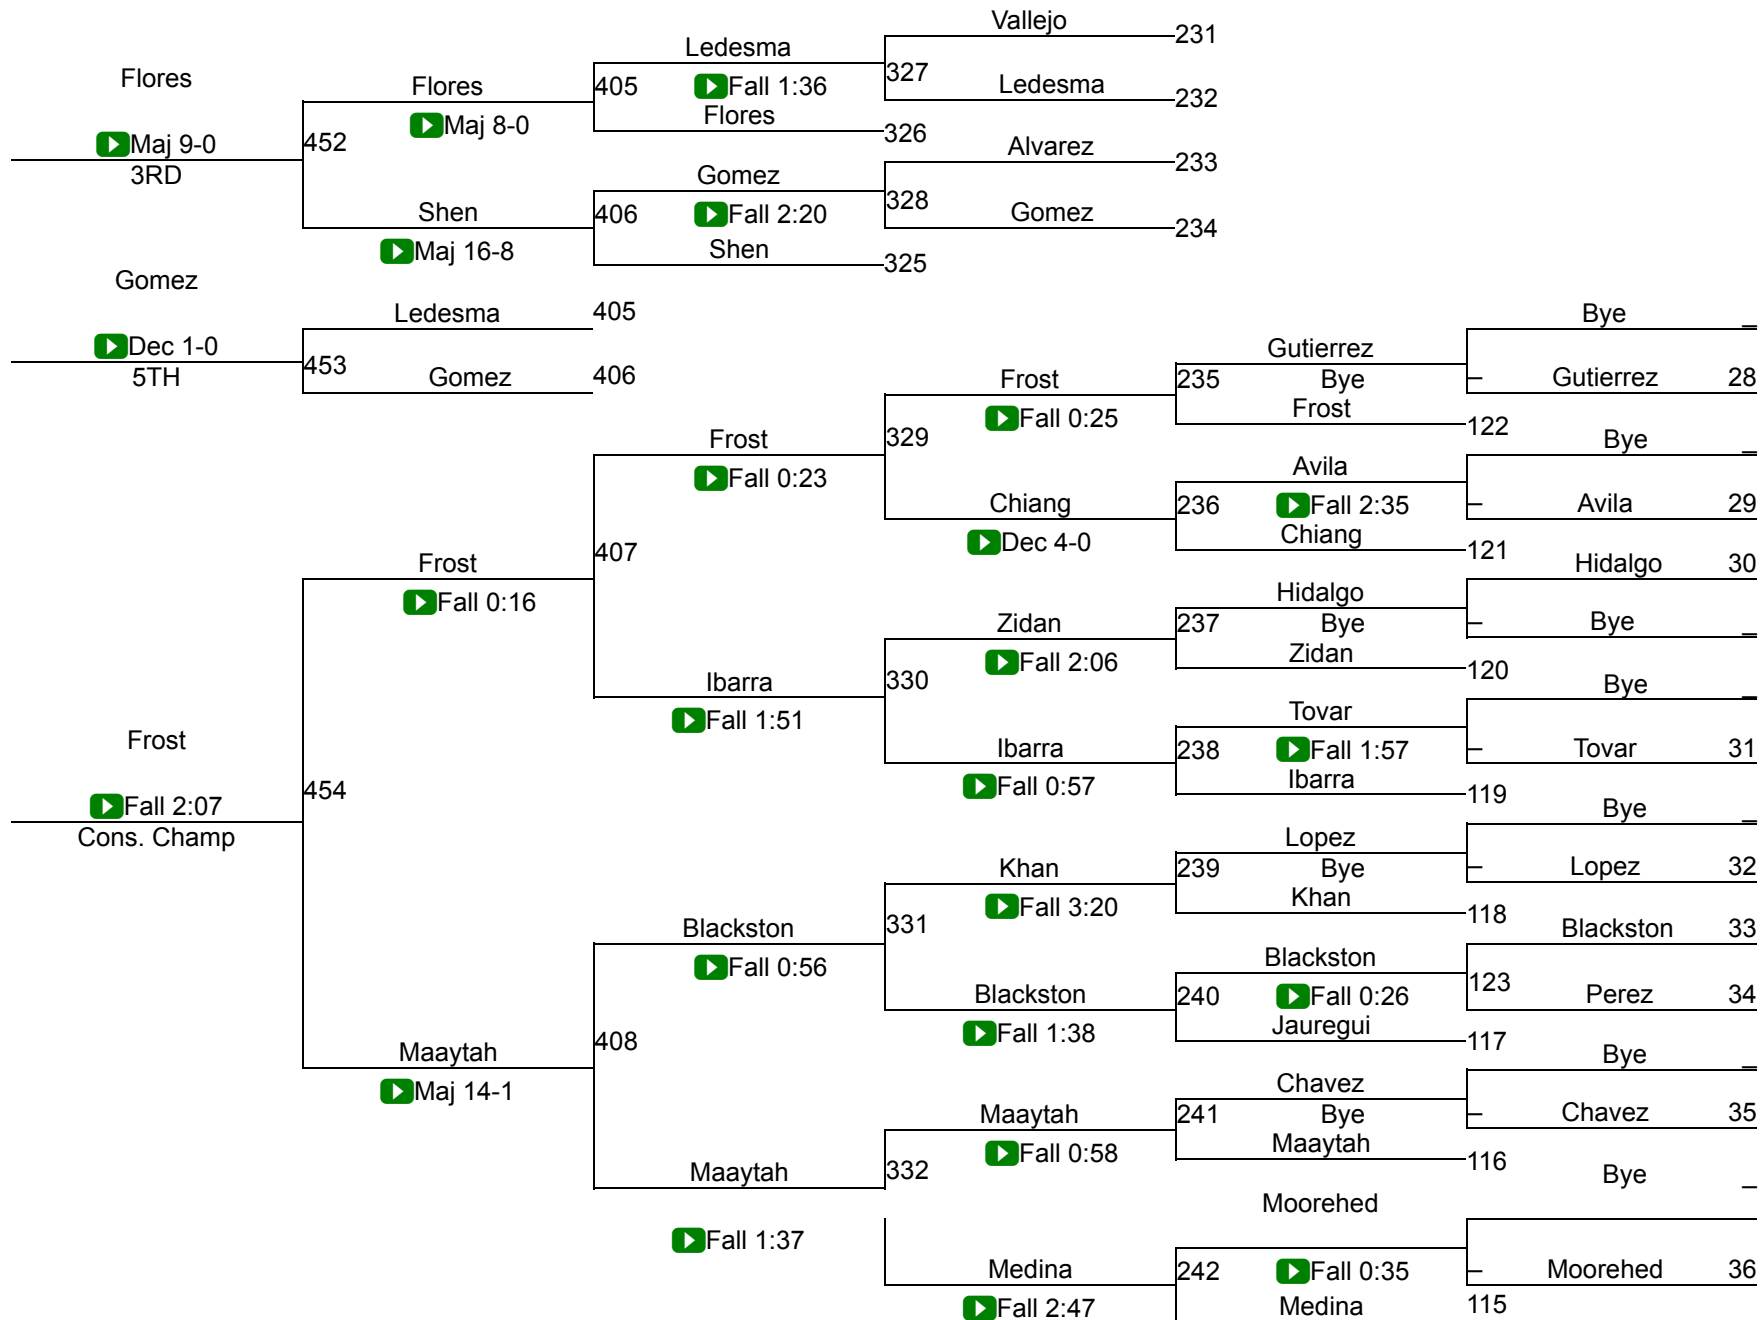 Vallejo
231
Ledesma
327
Flores
Flores
405
Fall 1:36
Ledesma
232
Maj 8-0
Flores
326
Maj 9-0
452
Alvarez
233
3RD
Gomez
328
Shen
406
Fall 2:20
Gomez
234
Maj 16-8
Shen
325
Gomez
Ledesma
405
Bye
_
Dec 1-0
Gutierrez
5TH
453
Gomez
406
Frost
235
Bye
–
Gutierrez
28
Fall 0:25
Frost
122
Frost
329
Bye
_
Fall 0:23
Avila
Chiang
236
Fall 2:35
–
Avila
29
Dec 4-0
Chiang
121
Frost
407
Hidalgo
30
Fall 0:16
Hidalgo
Zidan
237
Bye
–
Bye
_
Fall 2:06
Zidan
120
Ibarra
330
Bye
_
Fall 1:51
Tovar
Frost
Ibarra
238
Fall 1:57
–
Tovar
31
Fall 0:57
Ibarra
119
Fall 2:07
454
Bye
_
Cons. Champ
Lopez
Khan
239
Bye
–
Lopez
32
Fall 3:20
Khan
118
Blackston
331
Blackston
33
Fall 0:56
Blackston
Blackston
240
Fall 0:26
123
Perez
34
Fall 1:38
Jauregui
117
Maaytah
408
Bye
_
Maj 14-1
Chavez
Maaytah
241
Bye
–
Chavez
35
Fall 0:58
Maaytah
116
Maaytah
332
Bye
_
Moorehed
Fall 1:37
Medina
242
Fall 0:35
–
Moorehed
36
Fall 2:47
Medina
115